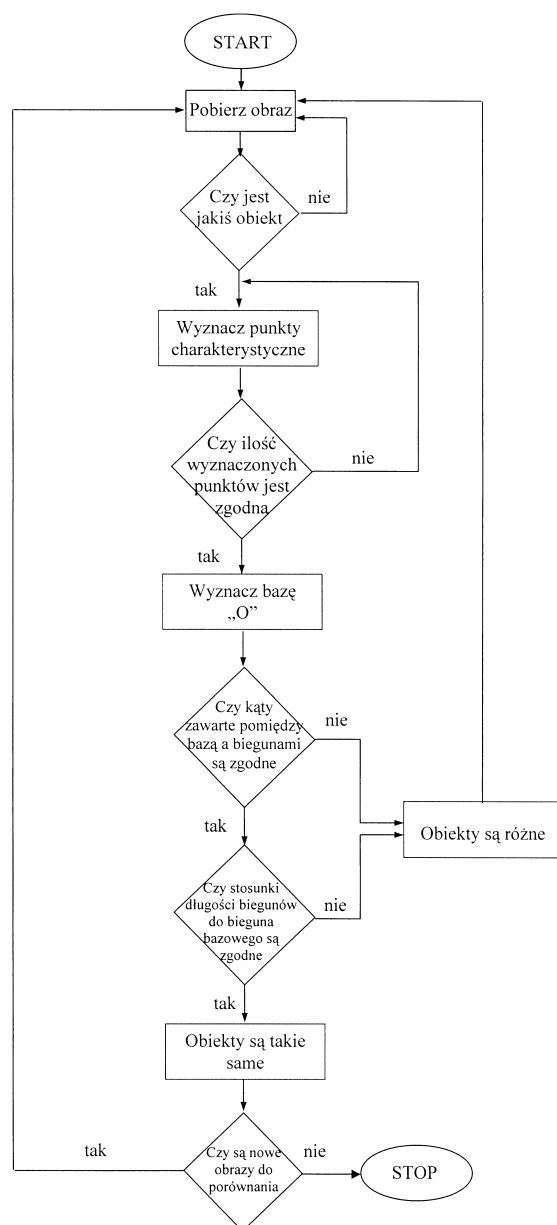 START
Pobierz obraz
Czy jest
jakiś obiekt
nie
tak
Wyznacz punkty
charakterystyczne
Czy ilość
wyznaczonych
punktów jest
zgodna
nie
tak
Wyznacz bazę
„O”
Czy kąty
zawarte pomiędzy
bazą a biegunami
są zgodne
nie
tak
Obiekty są różne
Czy stosunki
długości biegunów
do bieguna
bazowego są
zgodne
nie
tak
Obiekty są takie
same
tak
Czy są nowe
obrazy do
porównania
nie
STOP